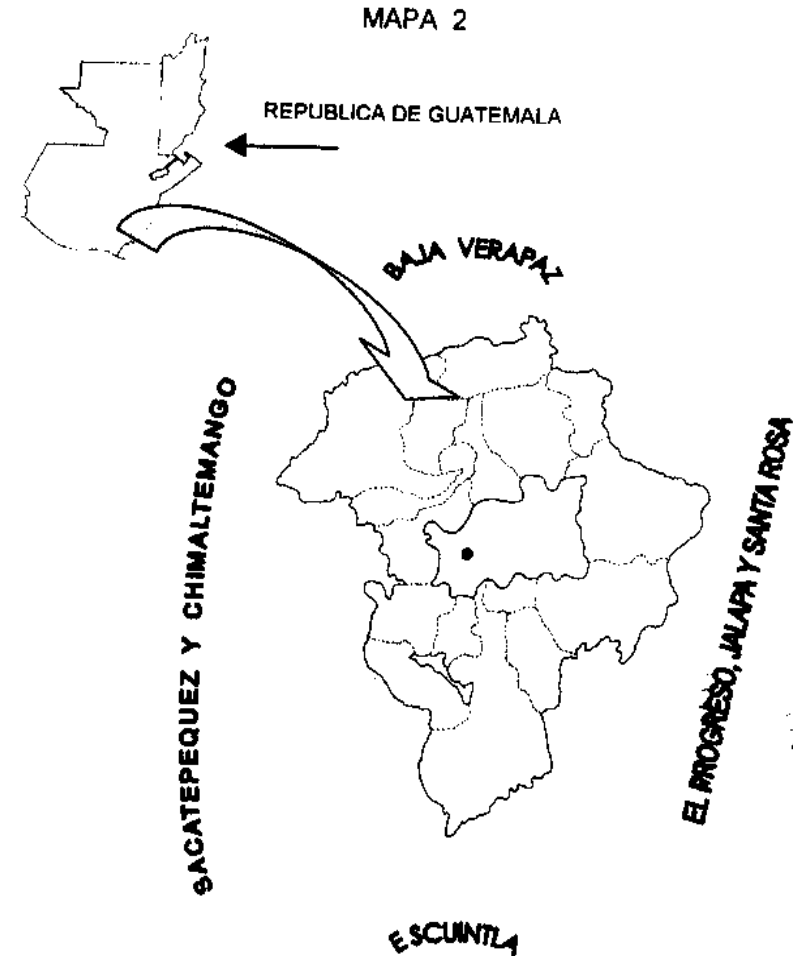 MAPA 2
REPUBLICA DE GUATEMALA
BAJA VERAPAZ
SACATEPEQUEZ Y CHIMALTEMANGO
EL PROGRESO, JALAPA Y SANTA ROSA
ESCUINTLA